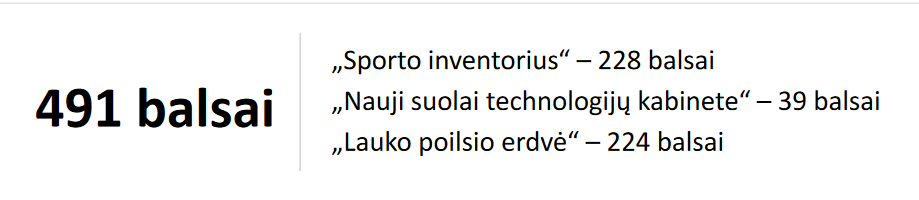 491 balsai
„Sporto inventorius“ – 228 balsai
„Nauji suolai technologijų kabinete“ – 39 balsai
„Lauko poilsio erdvė“ – 224 balsai